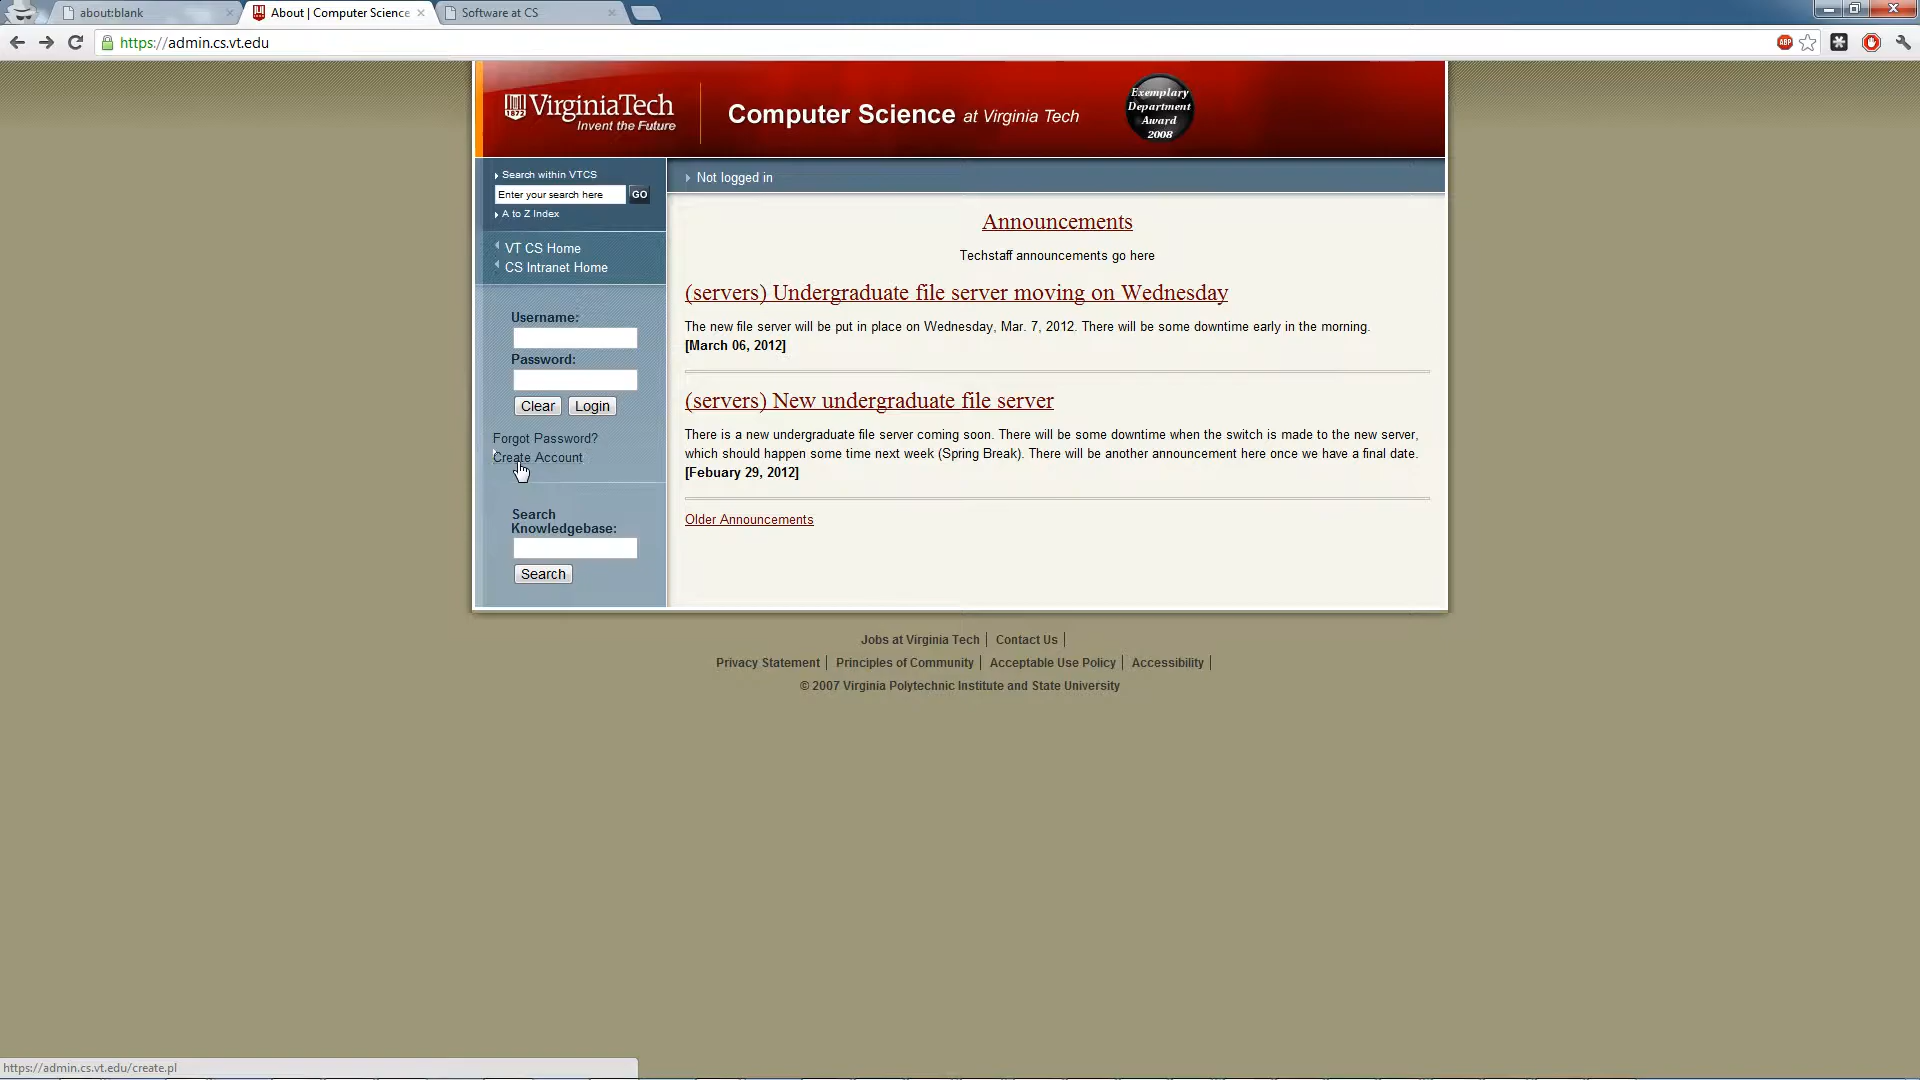 about:blank
About | Computer Science
Software at CS
https://admin.cs.vt.edu
ABP
VirginiaTech
1872
Invent the Future
Computer Science at Virginia Tech
Exemplary
Department
Award
2008
Search within VTCS
Enter your search here
GO
A to Z Index
VT CS Home
CS Intranet Home
Username:
Password:
Clear
Login
Forgot Password?
Create Account
Search
Knowledgebase:
Search
Not logged in
Announcements
Techstaff announcements go here
(servers) Undergraduate file server moving on Wednesday
The new file server will be put in place on Wednesday, Mar. 7, 2012. There will be some downtime early in the morning.
[March 06, 2012]
(servers) New undergraduate file server
There is a new undergraduate file server coming soon. There will be some downtime when the switch is made to the new server,
which should happen some time next week (Spring Break). There will be another announcement here once we have a final date.
[Febuary 29, 2012]
Older Announcements
Jobs at Virginia Tech | Contact Us |
Privacy Statement | Principles of Community | Acceptable Use Policy | Accessibility |
© 2007 Virginia Polytechnic Institute and State University
https://admin.cs.vt.edu/create.pl